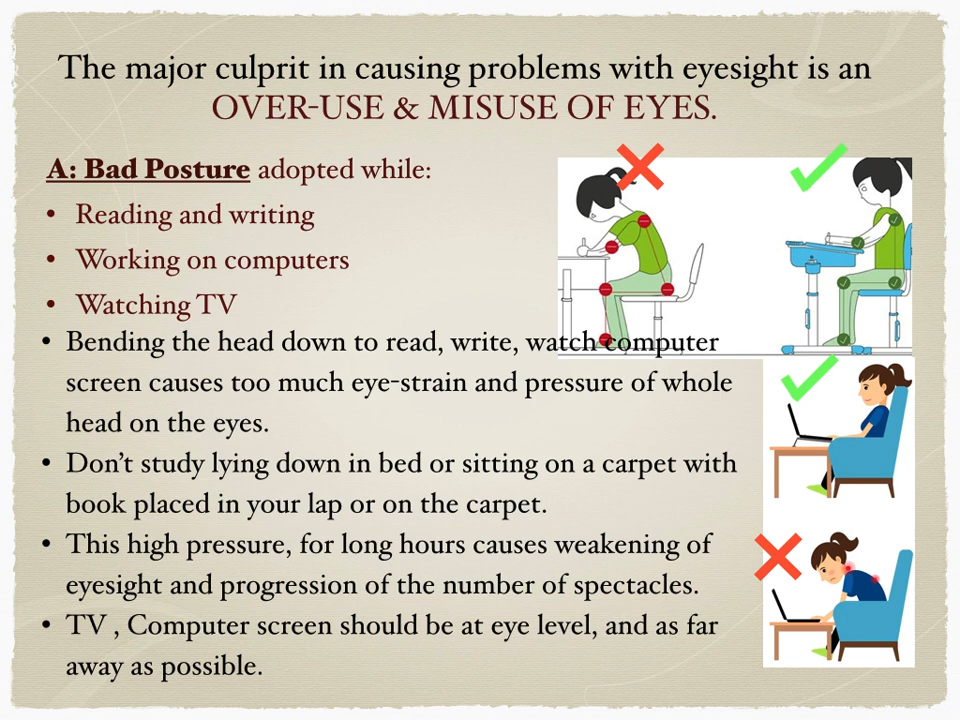 The major culprit in causing problems with eyesight is an
OVER-USE & MISUSE OF EYES.
A: Bad Posture adopted while:
• Reading and writing
• Working on computers
• Watching TV
• Bending the head down to read, write, watch computer
screen causes too much eye-strain and pressure of whole
head on the eyes.
• Don’t study lying down in bed or sitting on a carpet with
book placed in your lap or on the carpet.
• This high pressure, for long hours causes weakening of
eyesight and progression of the number of spectacles.
• TV , Computer screen should be at eye level, and as far
away as possible.